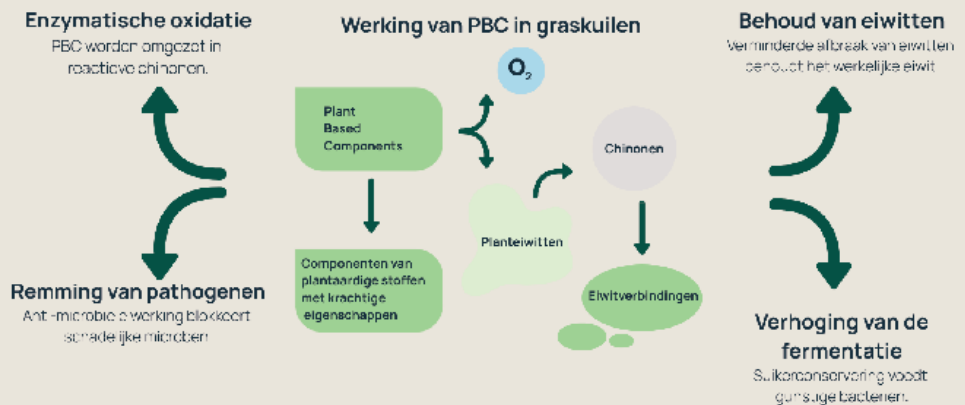 Enzymatische oxidatie
PBC worden omgezet in
reactieve chinonen.
Remming van pathogenen
Anti-microbiële werking blokkeert
schadelijke microben
Werking van PBC in graskuilen
O₂
Plant
Based
Components
Chinonen
Planteiwitten
Componenten van
plantaardige stoffen
met krachtige
eigenschappen
Eiwitverbindingen
Behoud van eiwitten
Verminderde afbraak van eiwitten
behoudt het werkelijke eiwit
Verhoging van de
fermentatie
Suikerconservering voedt
gunstige bacteriën.